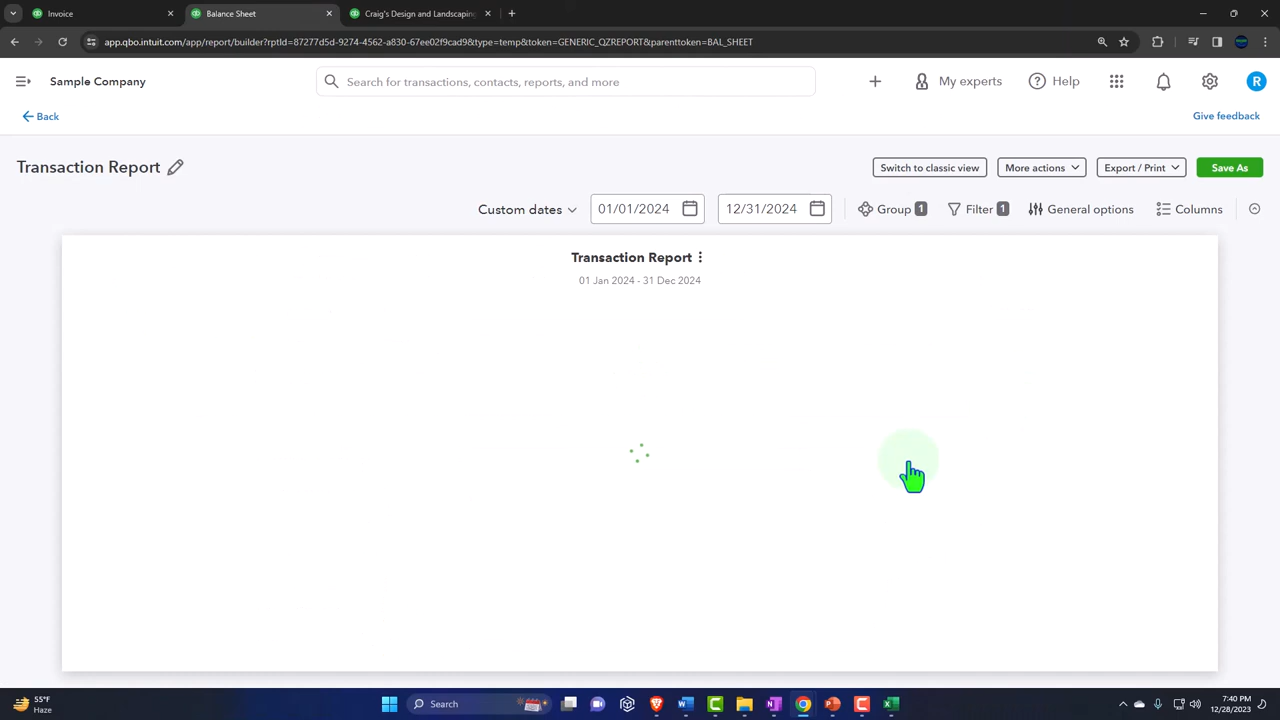 Invoice
Balance Sheet
Craig's Design and Landscaping
app.qbo.intuit.com/app/report/builder?rptId=87277d5d-9274-4562-a830-67ee02f9cad9&type=temp&token=GENERIC_QZREPORT&parenttoken=BAL_SHEET
Sample Company
Search for transactions, contacts, reports, and more
My experts
Help
R
Back
Give feedback
Transaction Report
Switch to classic view
More actions
Export / Print
Save As
Custom dates
01/01/2024
12/31/2024
Group 1
Filter 1
General options
Columns
Transaction Report
01 Jan 2024 - 31 Dec 2024
55°F
Haze
Search
7:40 PM
12/28/2023